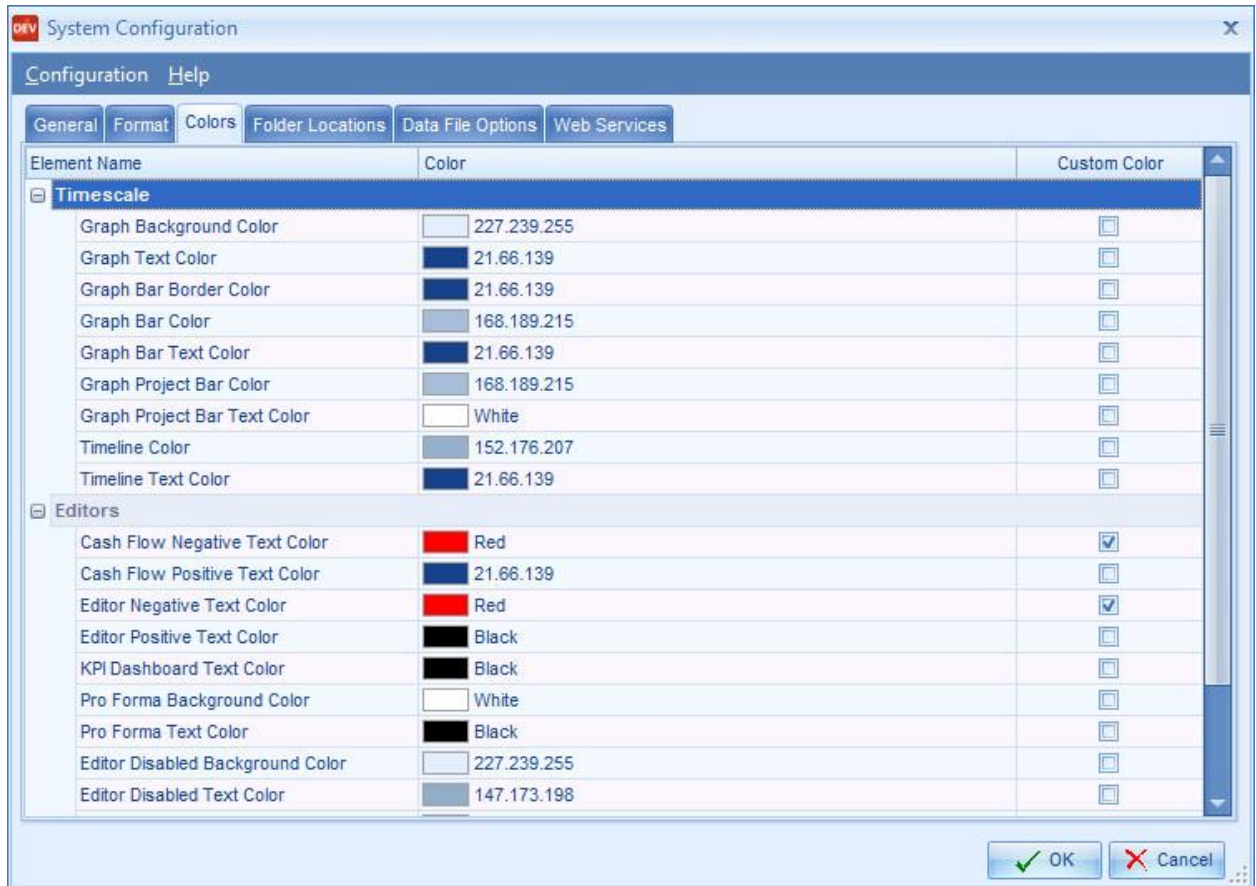 DEV System Configuration X
Configuration Help
General Format Colors Folder Locations Data File Options Web Services
Element Name Color Custom Color
Timescale
Graph Background Color 227.239.255
Graph Text Color 21.66.139
Graph Bar Border Color 21.66.139
Graph Bar Color 168.189.215
Graph Bar Text Color 21.66.139
Graph Project Bar Color 168.189.215
Graph Project Bar Text Color White
Timeline Color 152.176.207
Timeline Text Color 21.66.139
Editors
Cash Flow Negative Text Color Red
Cash Flow Positive Text Color 21.66.139
Editor Negative Text Color Red
Editor Positive Text Color Black
KPI Dashboard Text Color Black
Pro Forma Background Color White
Pro Forma Text Color Black
Editor Disabled Background Color 227.239.255
Editor Disabled Text Color 147.173.198
OK Cancel